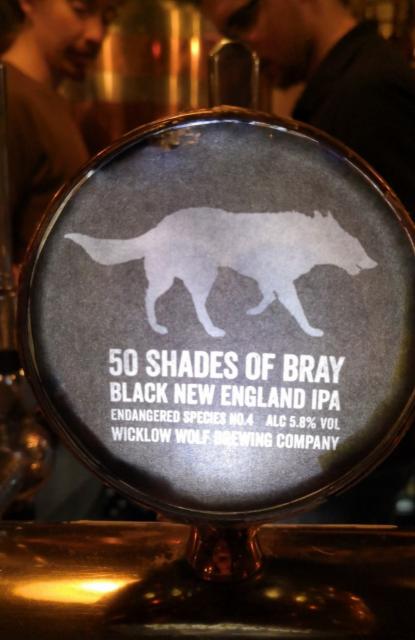 50 SHADES OF BRAY
BLACK NEW ENGLAND IPA
ENDANGERED SPECIES NO.4 ALC 5.8% VOL
WICKLOW WOLF BREWING COMPANY